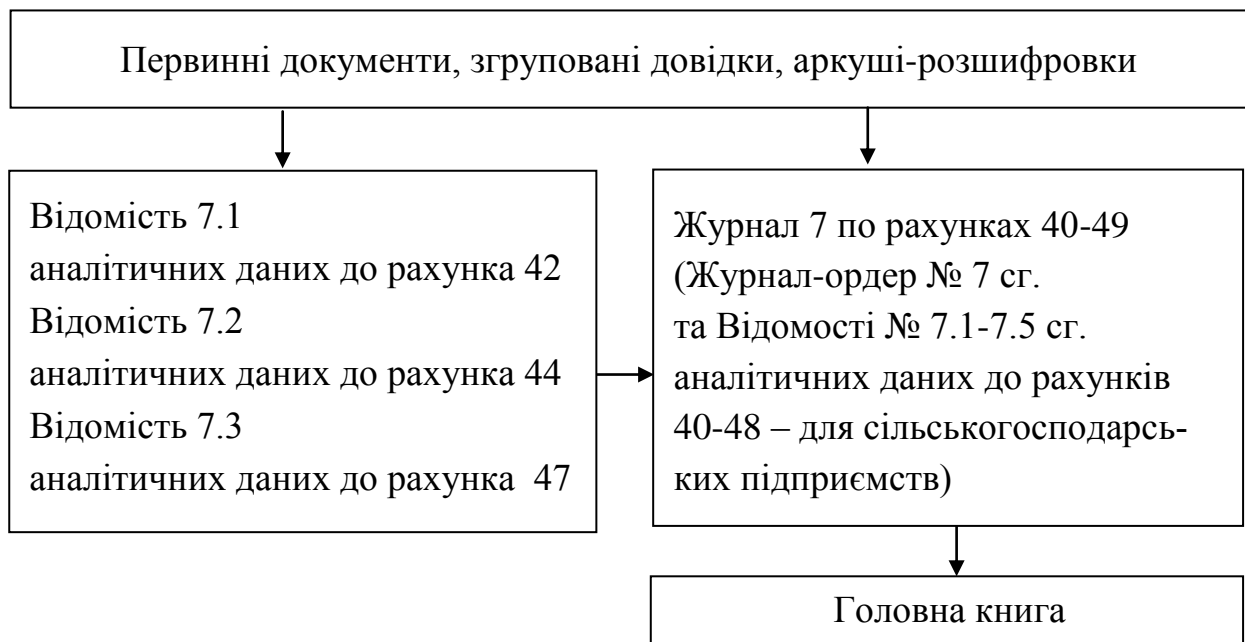 Первинні документи, згруповані довідки, аркуші-розшифровки
Відомість 7.1
аналітичних даних до рахунка 42
Відомість 7.2
аналітичних даних до рахунка 44
Відомість 7.3
аналітичних даних до рахунка 47
Журнал 7 по рахунках 40-49
(Журнал-ордер № 7 сг.
та Відомості № 7.1-7.5 сг.
аналітичних даних до рахунків
40-48 – для сільськогосподарсь-
ких підприємств)
Головна книга